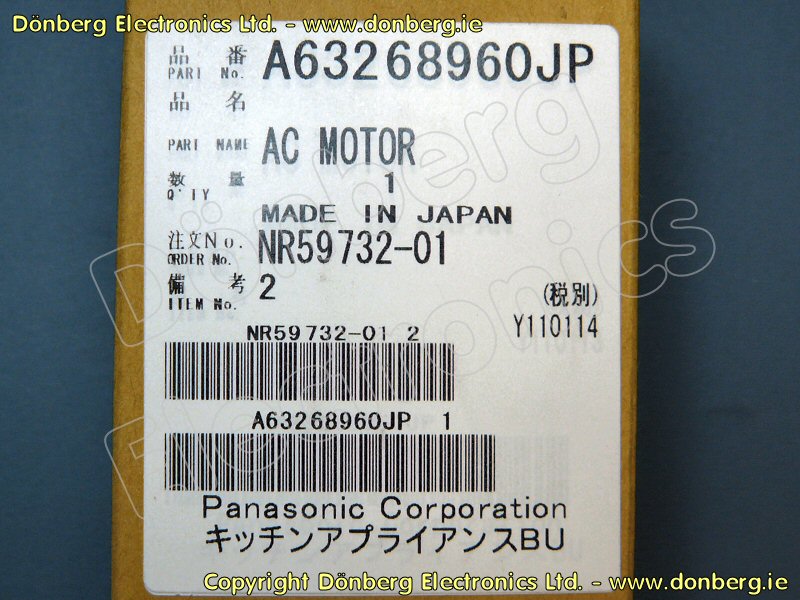 Dönberg Electronics Ltd. - www.donberg.ie
品 番 A63268960JP
PART No.
品 名
PART NAME AC MOTOR
数 量 1
Q'TY
MADE IN JAPAN
注文No. NR59732-01
ORDER No.
備 考 2
ITEM No.
(税別)
Y110114
NR59732-01 2
A63268960JP 1
Panasonic Corporation
キッチンアプライアンスBU
Dönberg
Electronics
Copyright Dönberg Electronics Ltd. - www.donberg.ie